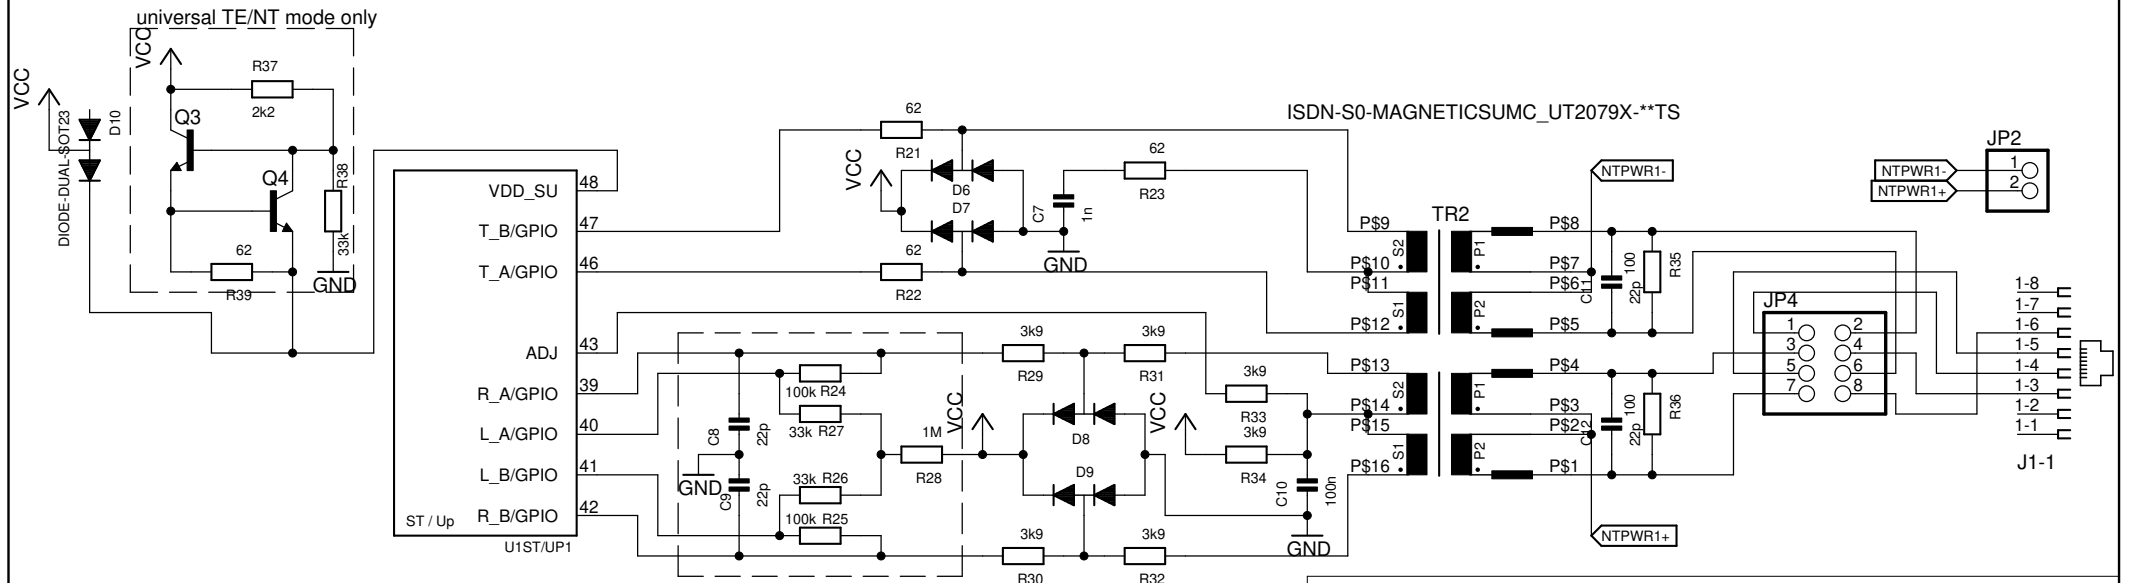 universal TE/NT mode only
VCC
VCC
DIODE-DUAL-SOT23
D10
R37
2k2
Q3
Q4
R38
33k
62
R39
GND
VDD_SU
48
T_B/GPIO
47
T_A/GPIO
46
ADJ
43
R_A/GPIO
39
L_A/GPIO
40
L_B/GPIO
41
R_B/GPIO
42
ST / Up
U1ST/UP1
62
R21
VCC
D6
D7
62
R22
C7
1n
GND
62
R23
C8
22p
GND
C9
22p
100k R24
33k R27
33k R26
100k R25
1M
R28
VCC
3k9
R29
3k9
R31
D8
D9
3k9
R30
3k9
R32
VCC
3k9
R33
3k9
R34
C10
100n
GND
ISDN-S0-MAGNETICSUMC_UT2079X-**TS
TR2
P$9
P$10
P$11
P$12
P$13
P$14
P$15
P$16
S2
S1
S2
S1
P1
P2
P1
P2
P$8
P$7
P$6
P$5
P$4
P$3
P$2
P$1
NTPWR1-
C11
22p
100
R35
C12
22p
100
R36
NTPWR1+
JP2
NTPWR1-
1
NTPWR1+
2
JP4
1 2
3 4
5 6
7 8
1-8
1-7
1-6
1-5
1-4
1-3
1-2
1-1
J1-1